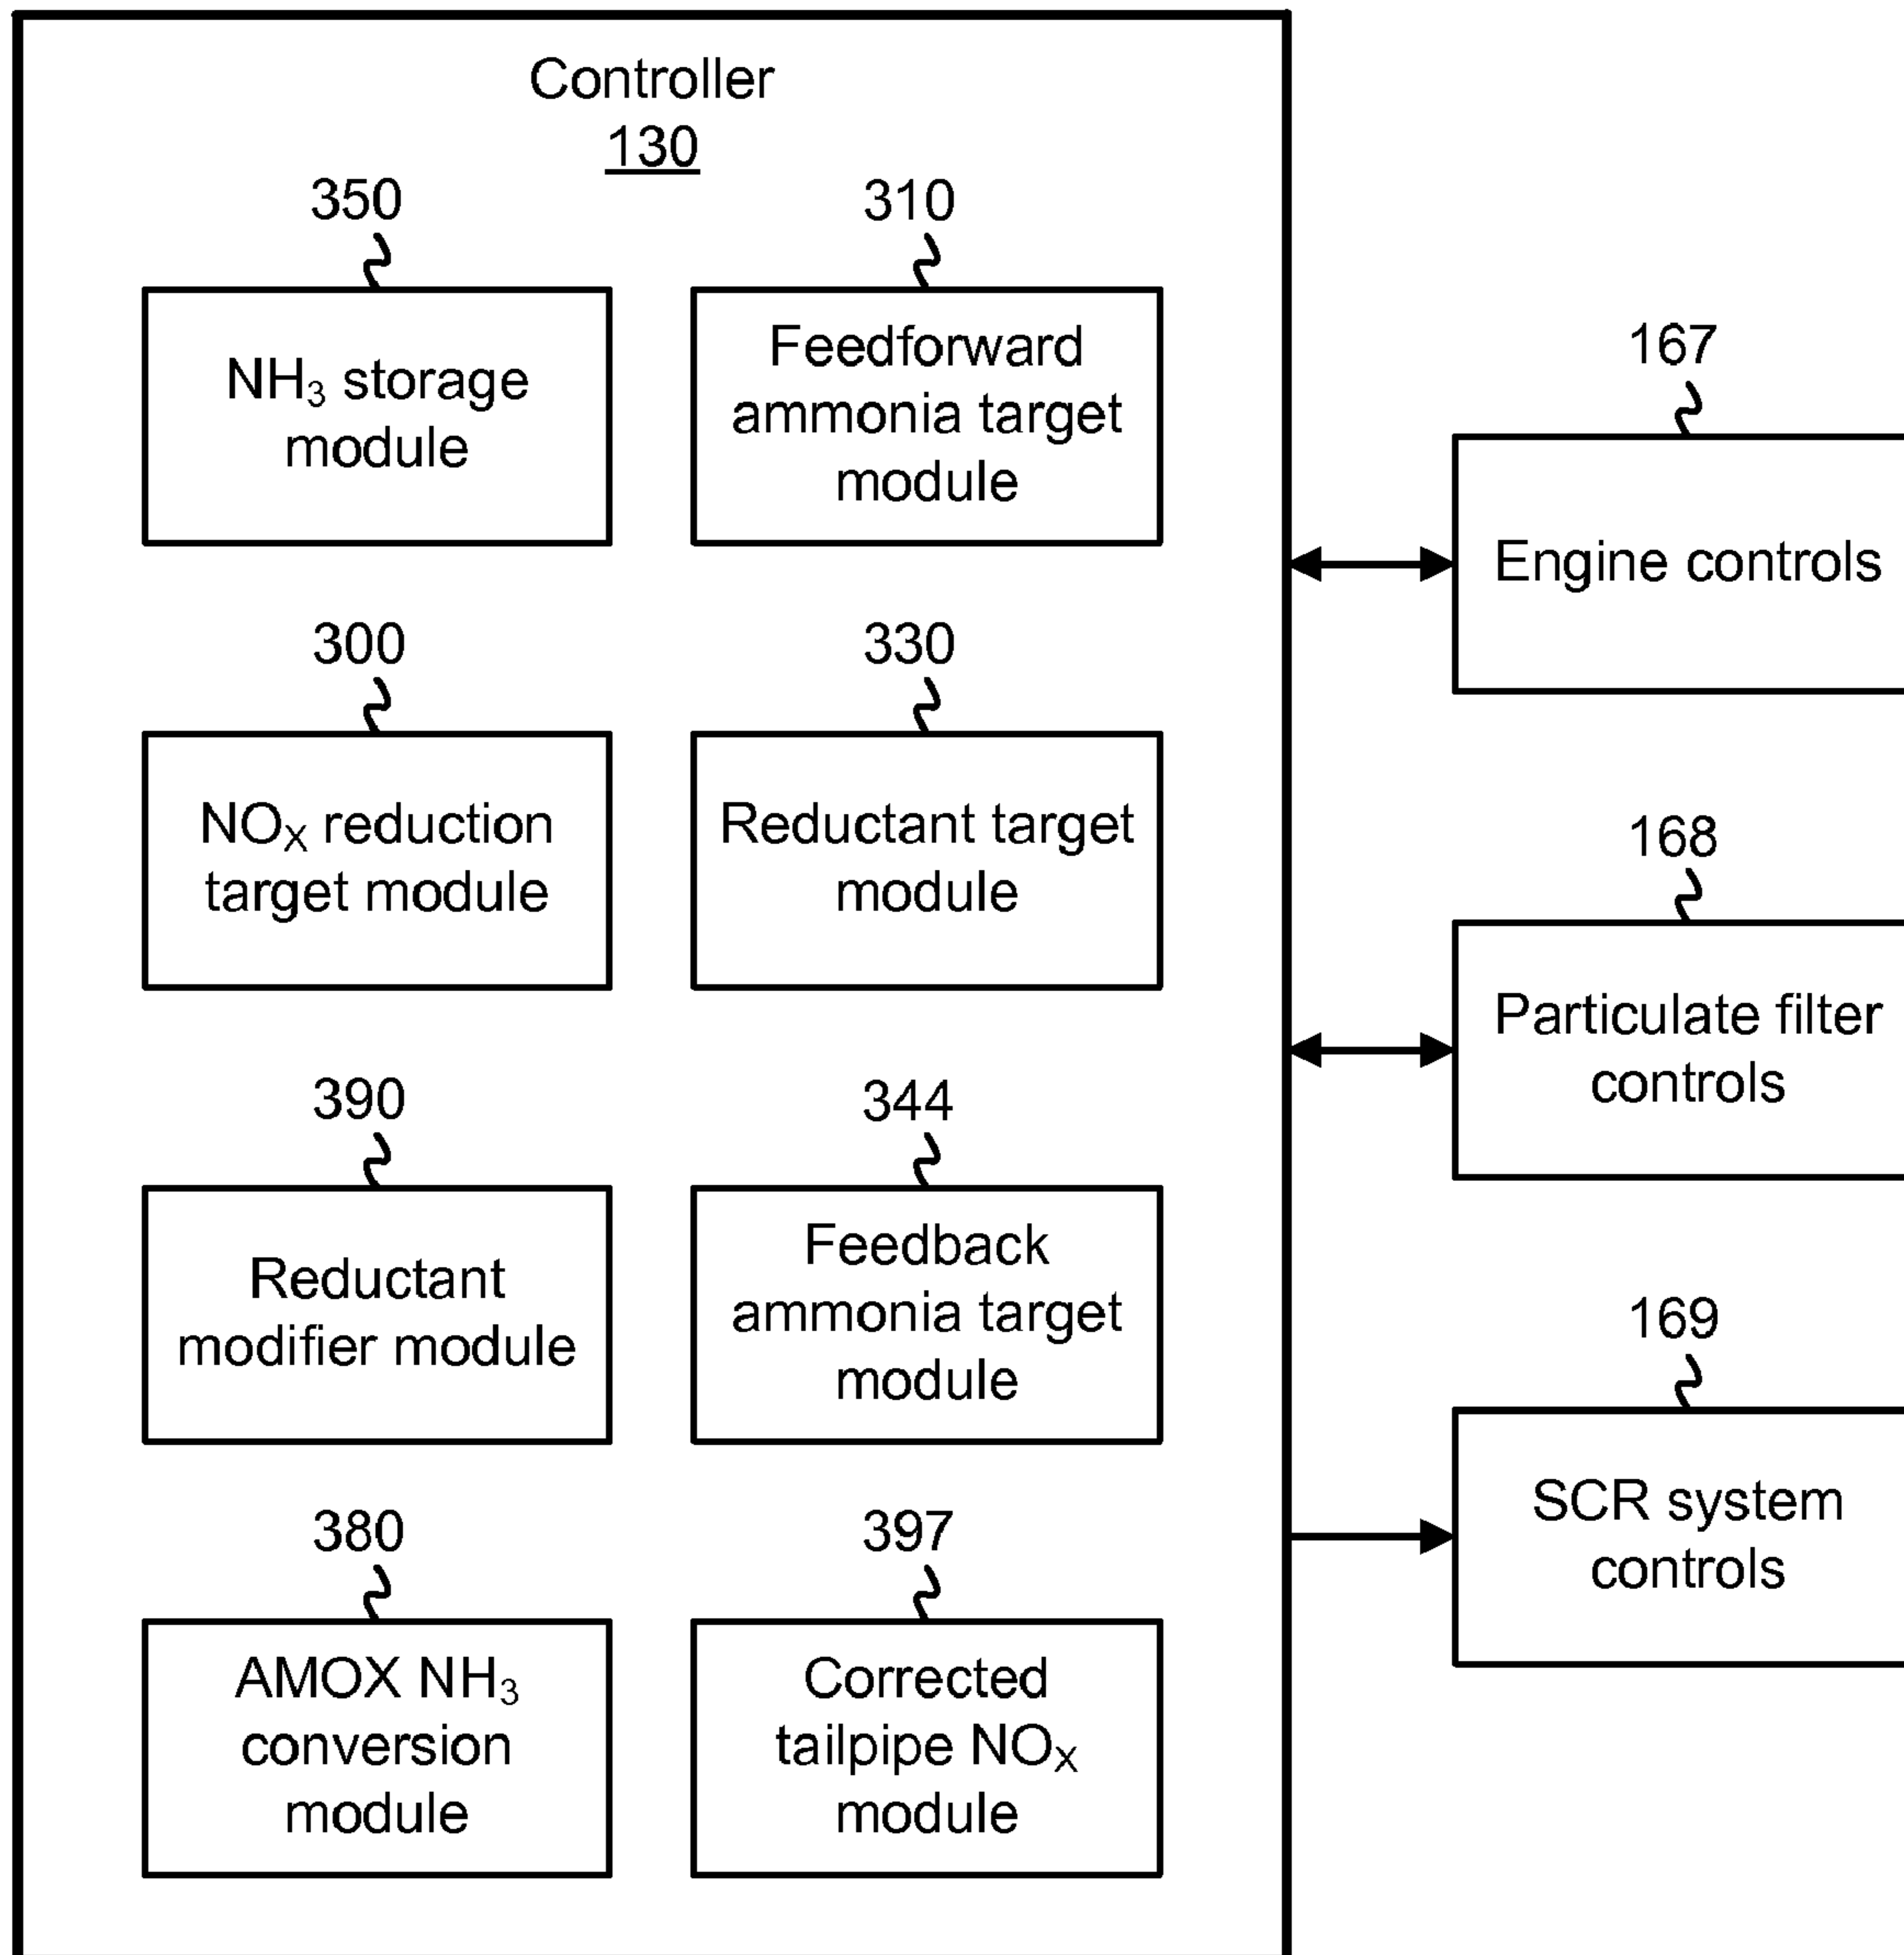 Controller
130
350
NH₃ storage
module
310
Feedforward
ammonia target
module
300
NOₓ reduction
target module
330
Reductant target
module
390
Reductant
modifier module
344
Feedback
ammonia target
module
380
AMOX NH₃
conversion
module
397
Corrected
tailpipe NOₓ
module
167
Engine controls
168
Particulate filter
controls
169
SCR system
controls